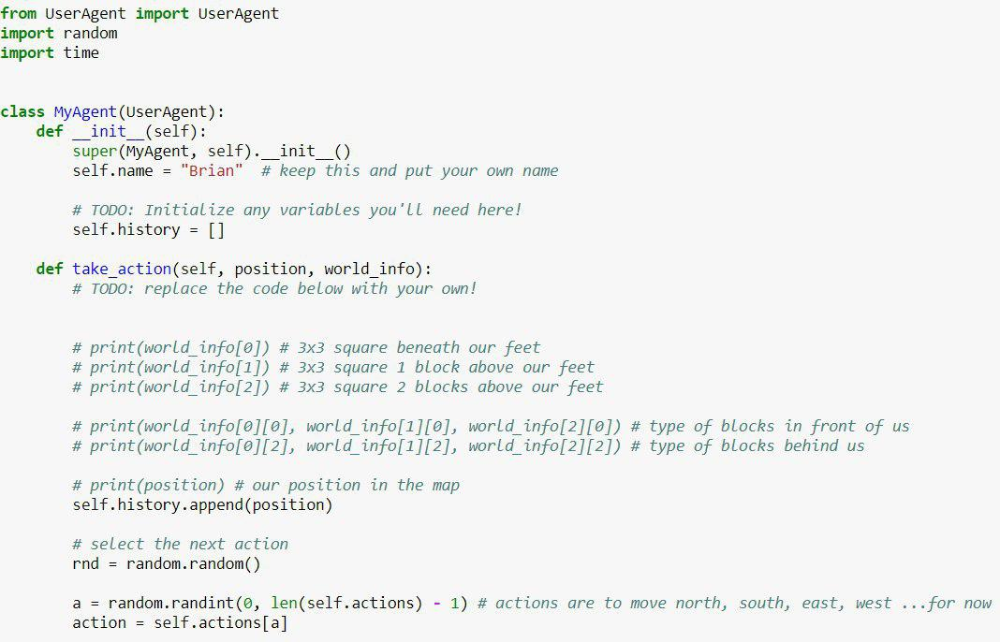 from UserAgent import UserAgent
import random
import time
class MyAgent(UserAgent):
    def __init__(self):
        super(MyAgent, self).__init__()
        self.name = "Brian"  # keep this and put your own name
        # TODO: Initialize any variables you'll need here!
        self.history = []
    def take_action(self, position, world_info):
        # TODO: replace the code below with your own!
        # print(world_info[0]) # 3x3 square beneath our feet
        # print(world_info[1]) # 3x3 square 1 block above our feet
        # print(world_info[2]) # 3x3 square 2 blocks above our feet
        # print(world_info[0][0], world_info[1][0], world_info[2][0]) # type of blocks in front of us
        # print(world_info[0][2], world_info[1][2], world_info[2][2]) # type of blocks behind us
        # print(position) # our position in the map
        self.history.append(position)
        # select the next action
        rnd = random.random()
        a = random.randint(0, len(self.actions) - 1) # actions are to move north, south, east, west ...for now
        action = self.actions[a]